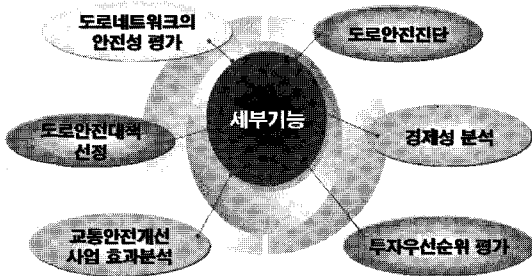 도로네트워크의
안전성 평가
도로안전진단
세부기능
도로안전대책
선정
경제성 분석
교통안전개선
사업 효과분석
투자우선순위 평가